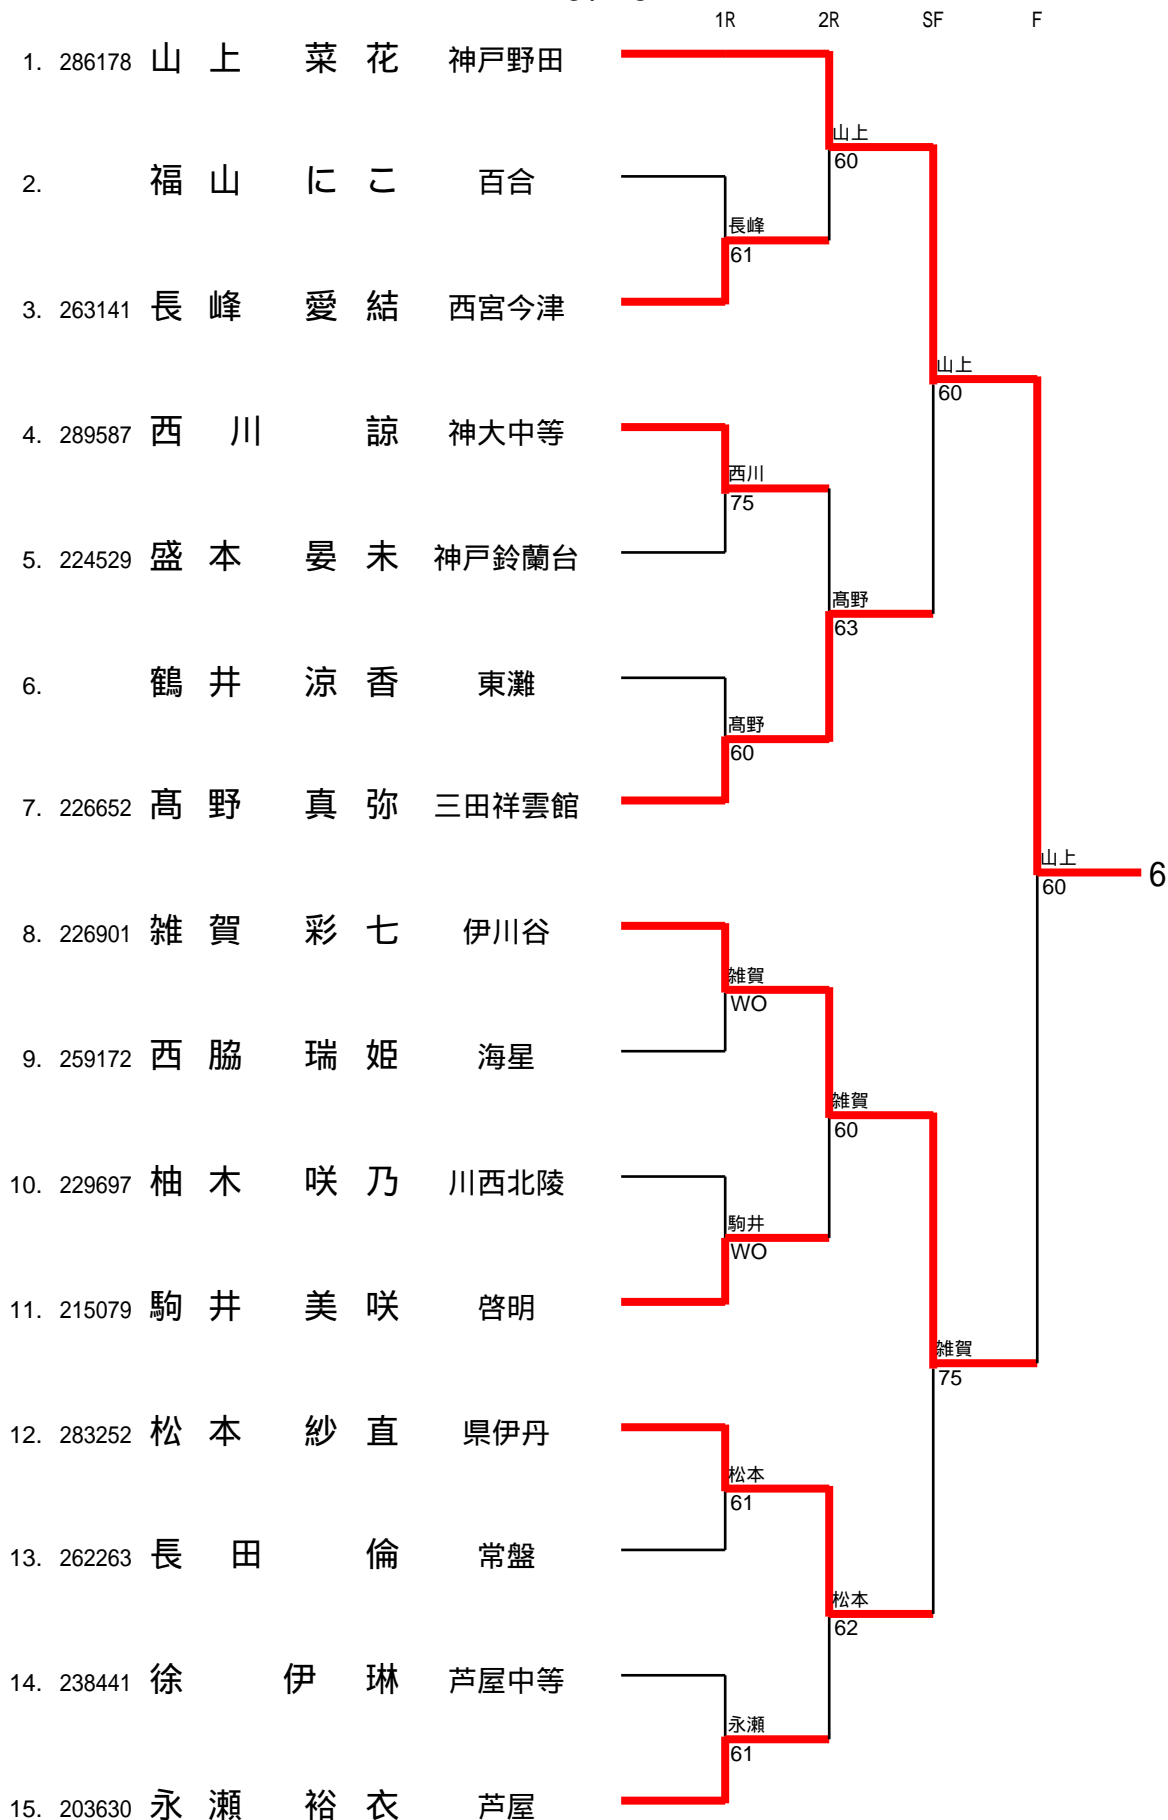 1R 2R SF F
1. 286178 山 上 菜 花 神戸野田
山上
60
2. 福 山 に こ 百合
長峰
61
3. 263141 長 峰 愛 結 西宮今津
山上
60
4. 289587 西 川 諒 神大中等
西川
75
5. 224529 盛 本 晏 未 神戸鈴蘭台
髙野
63
6. 鶴 井 涼 香 東灘
髙野
60
7. 226652 髙 野 真 弥 三田祥雲館
山上
60
6
8. 226901 雑 賀 彩 七 伊川谷
雑賀
WO
9. 259172 西 脇 瑞 姫 海星
雑賀
60
10. 229697 柚 木 咲 乃 川西北陵
駒井
WO
11. 215079 駒 井 美 咲 啓明
雑賀
75
12. 283252 松 本 紗 直 県伊丹
松本
61
13. 262263 長 田 倫 常盤
松本
62
14. 238441 徐 伊 琳 芦屋中等
永瀬
61
15. 203630 永 瀬 裕 衣 芦屋